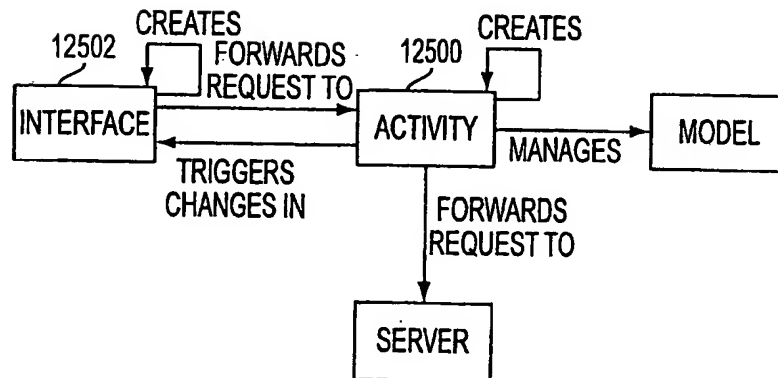 CREATES
12502
FORWARDS
REQUEST TO
12500
CREATES
INTERFACE
ACTIVITY
MODEL
MANAGES
TRIGGERS
CHANGES IN
FORWARDS
REQUEST TO
SERVER